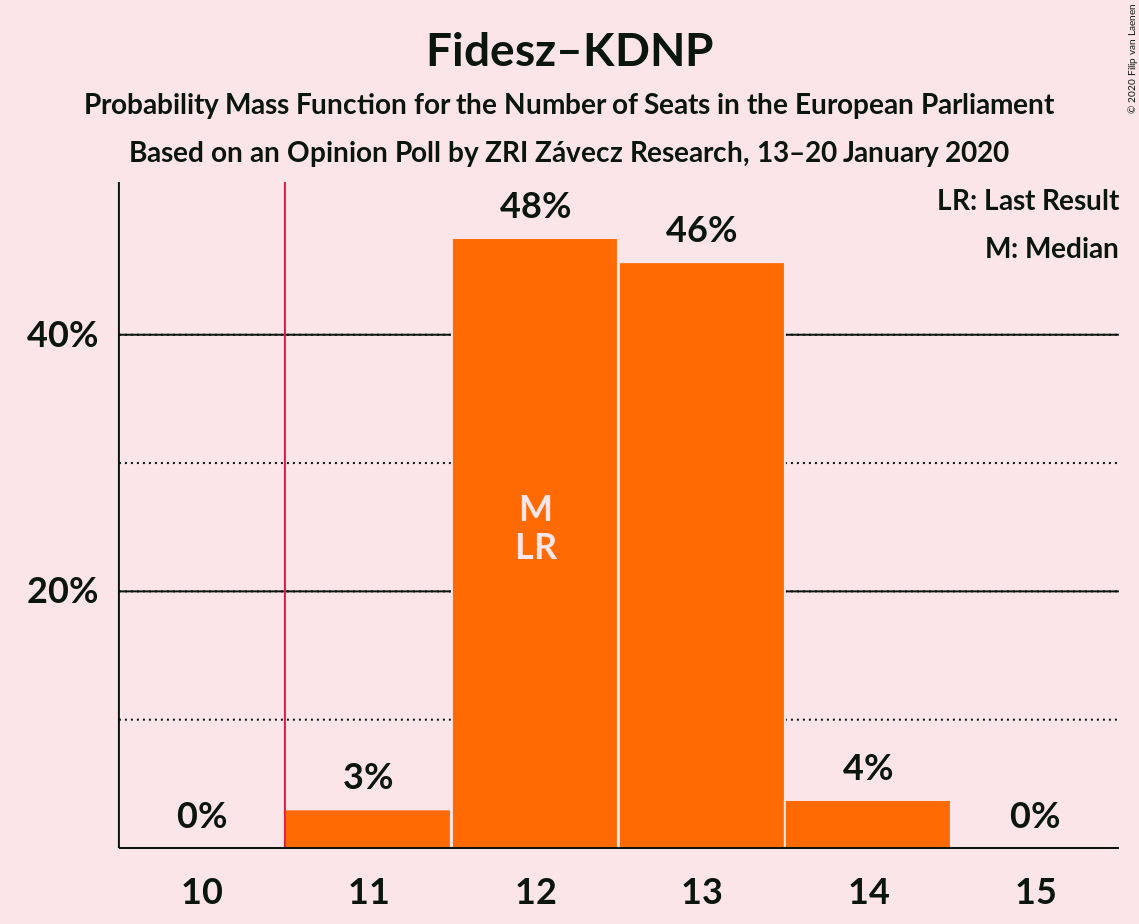 Fidesz–KDNP
Probability Mass Function for the Number of Seats in the European Parliament
Based on an Opinion Poll by ZRI Závecz Research, 13–20 January 2020
© 2020 Filip van Laenen
LR: Last Result
M: Median
48%
46%
40%
M
LR
20%
3%
4%
0%
0%
10
11
12
13
14
15